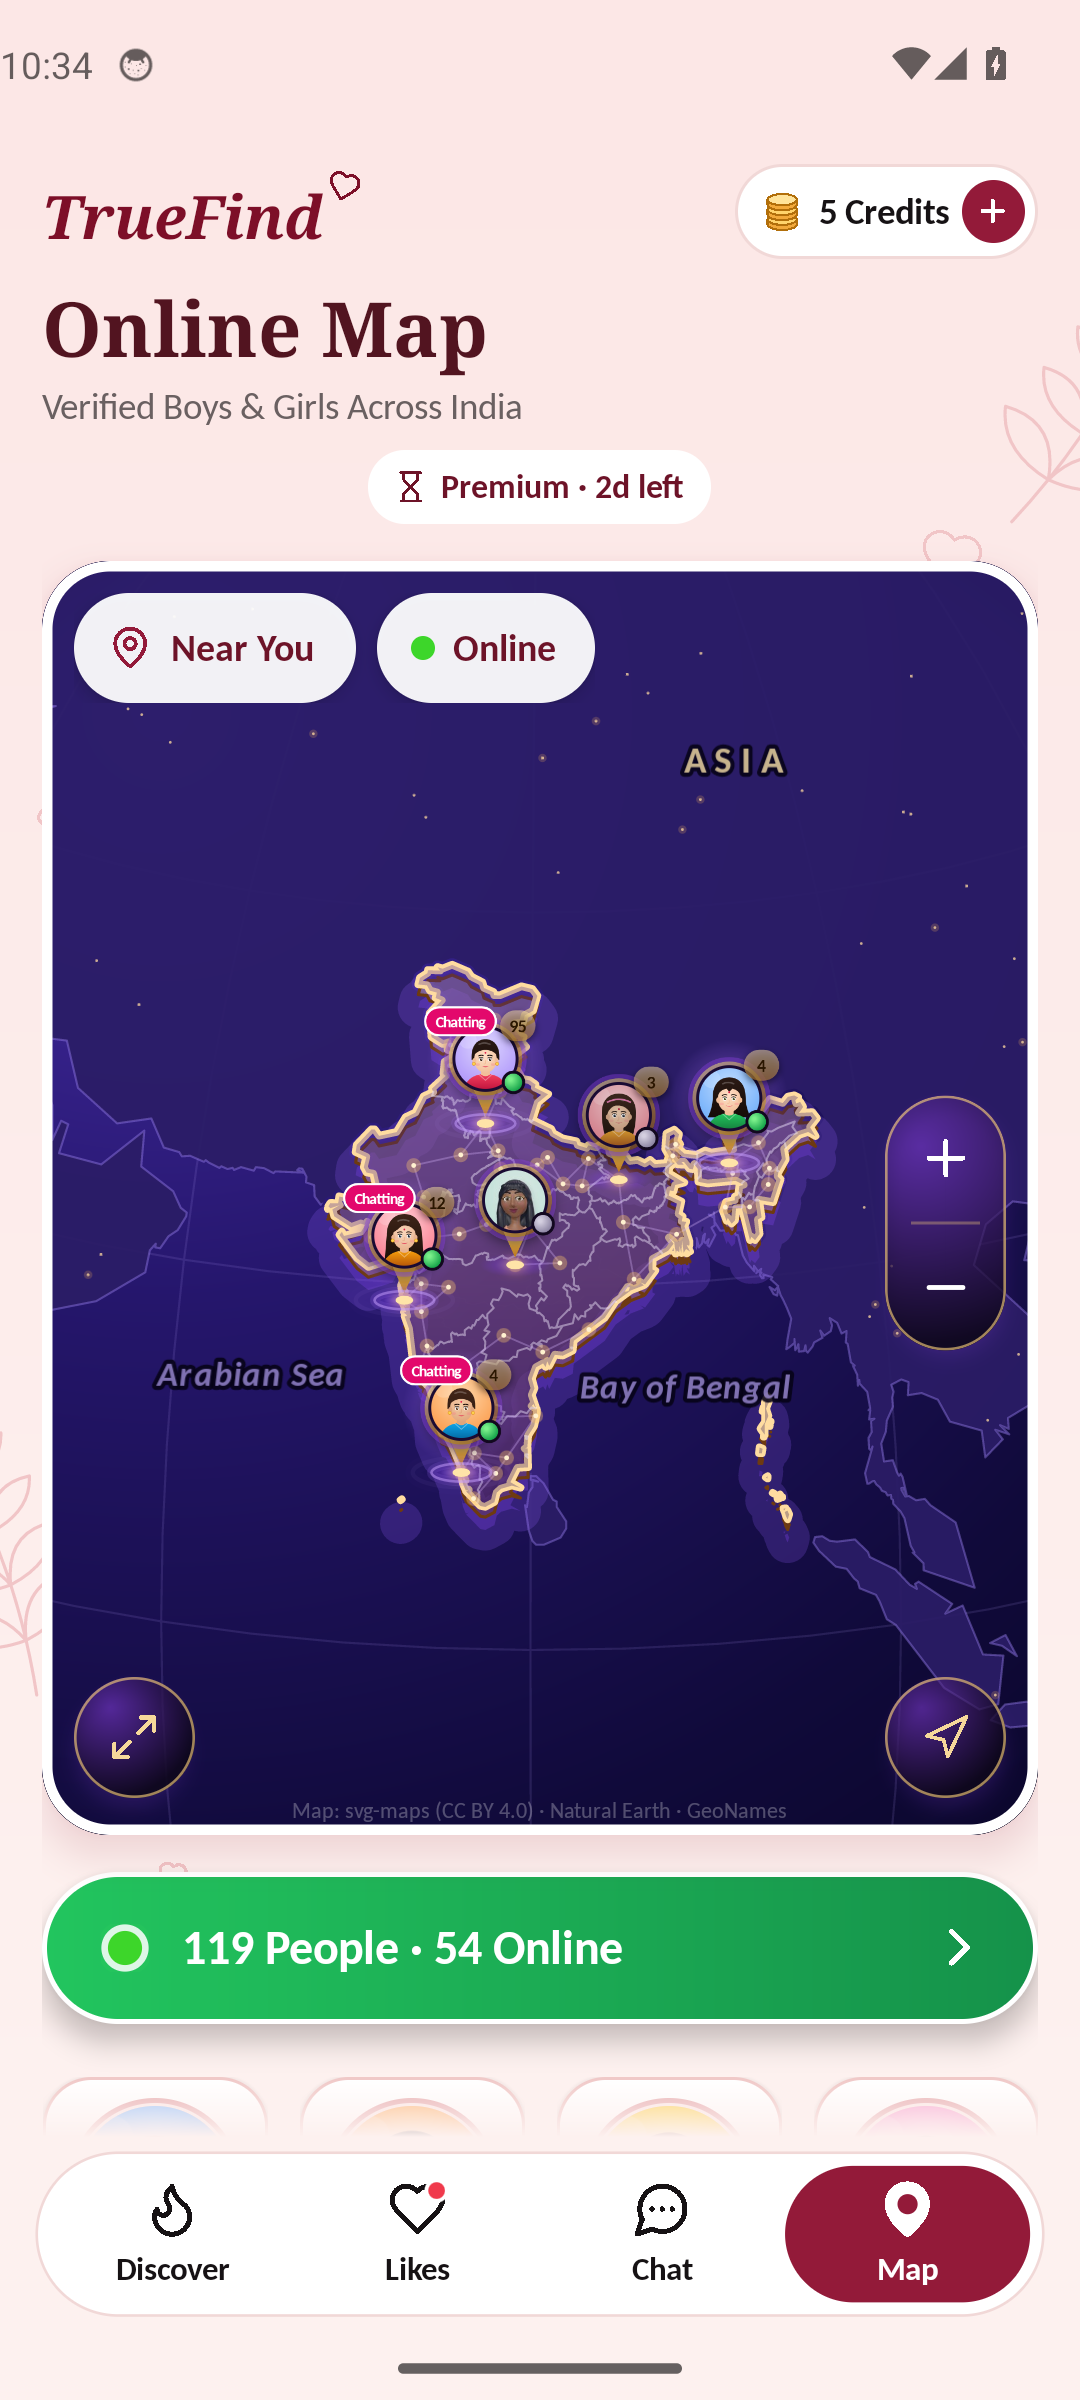 10:34
TrueFind
5 Credits
Online Map
Verified Boys & Girls Across India
Premium · 2d left
Near You
Online
ASIA
Chatting
95
3
4
Chatting
12
Arabian Sea
Chatting
4
Bay of Bengal
Map: svg-maps (CC BY 4.0) · Natural Earth · GeoNames
119 People · 54 Online
Discover
Likes
Chat
Map